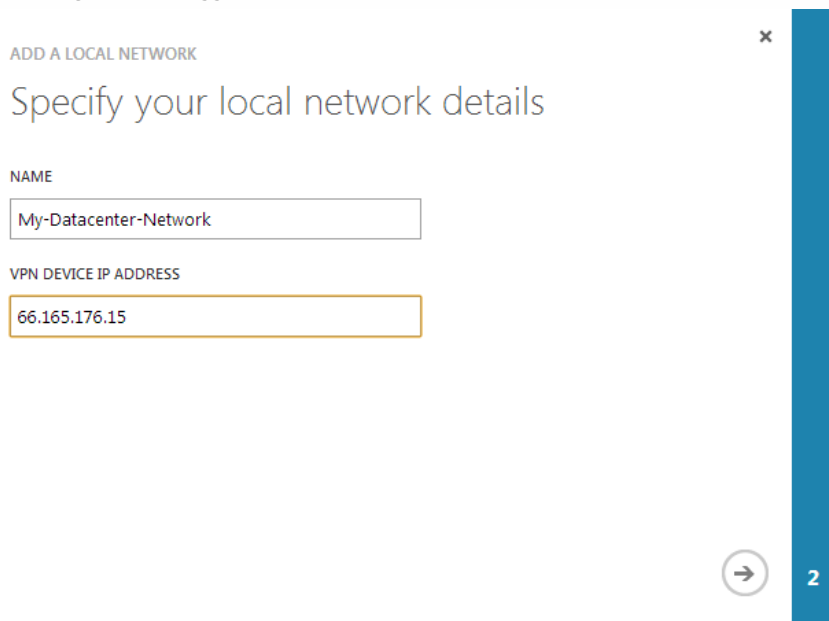 ADD A LOCAL NETWORK
Specify your local network details
NAME
My-Datacenter-Network
VPN DEVICE IP ADDRESS
66.165.176.15
2